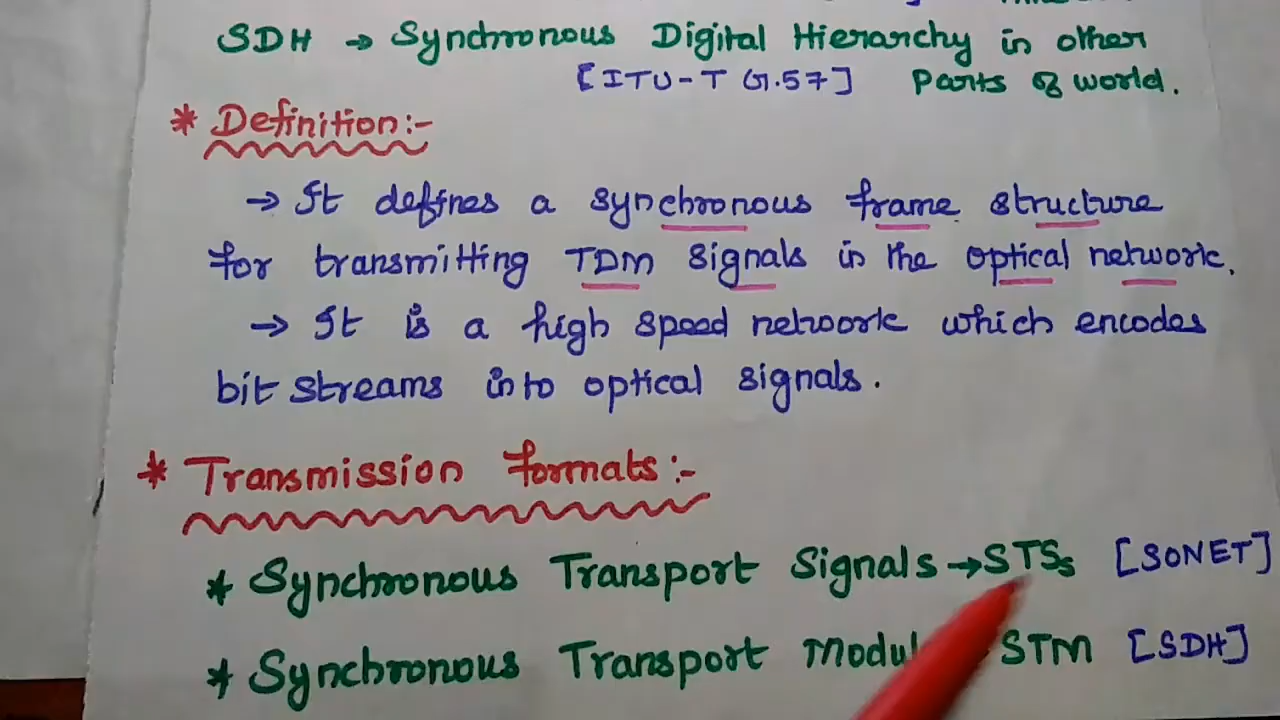 SDH → Synchronous Digital Hierarchy in other
[ITU-T G.57] Parts of world.
* Definition:-
→ It defines a synchronous frame structure
for transmitting TDM signals in the optical network.
→ It is a high speed network which encodes
bit streams into optical signals.
* Transmission formats:-
* Synchronous Transport Signals → STSs [SONET]
* Synchronous Transport Modul STM [SDH]